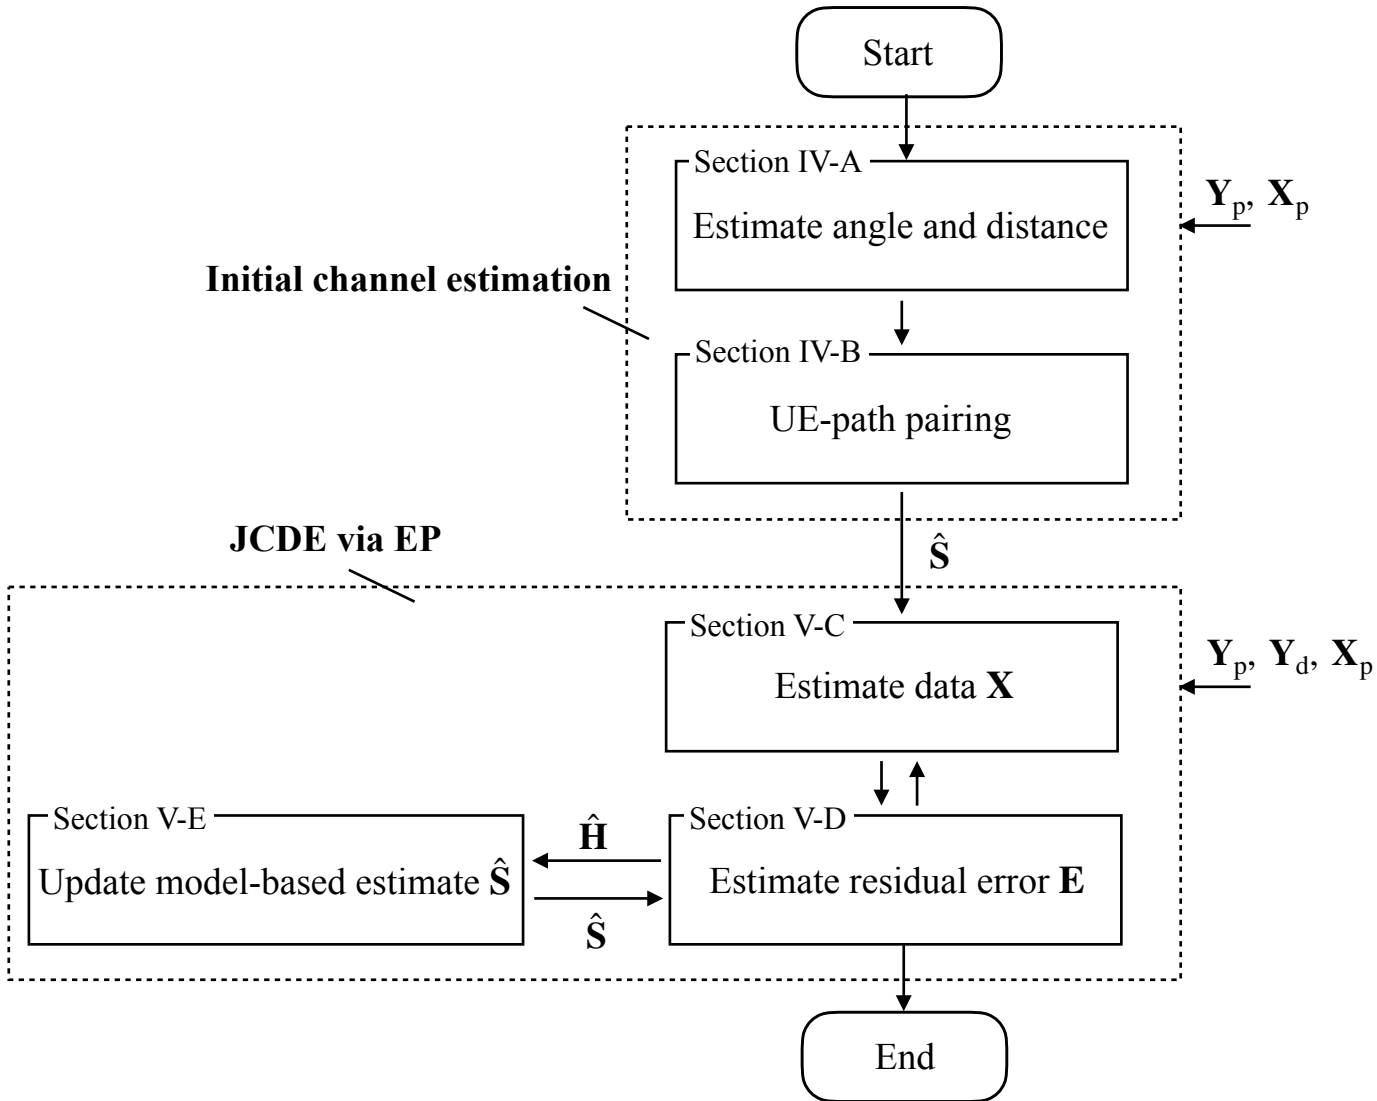 Start
Section IV-A
Estimate angle and distance
Yₚ, Xₚ
Initial channel estimation
Section IV-B
UE-path pairing
JCDE via EP
Ŝ
Section V-C
Estimate data X
Yₚ, Y_d, Xₚ
Section V-E
Update model-based estimate Ŝ
Ĥ
Ŝ
Section V-D
Estimate residual error E
End